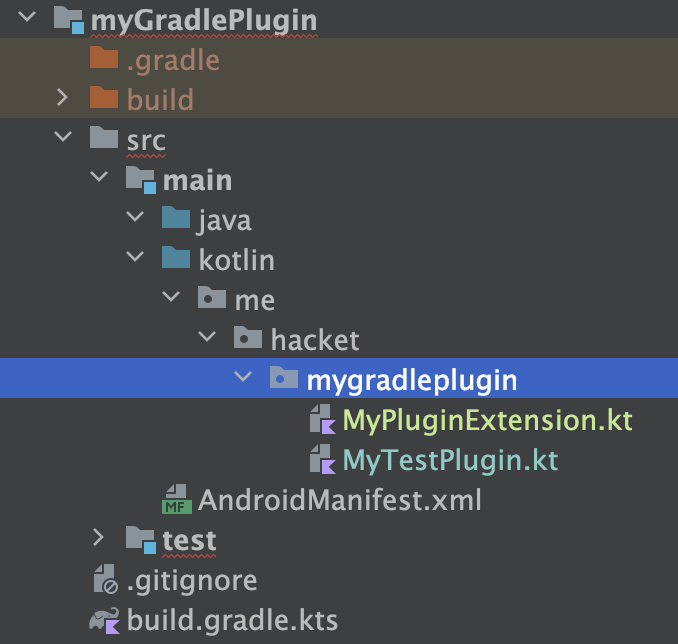 myGradlePlugin
.gradle
build
src
main
java
kotlin
me
hacket
mygradleplugin
MyPluginExtension.kt
MyTestPlugin.kt
MF AndroidManifest.xml
test
.gitignore
build.gradle.kts